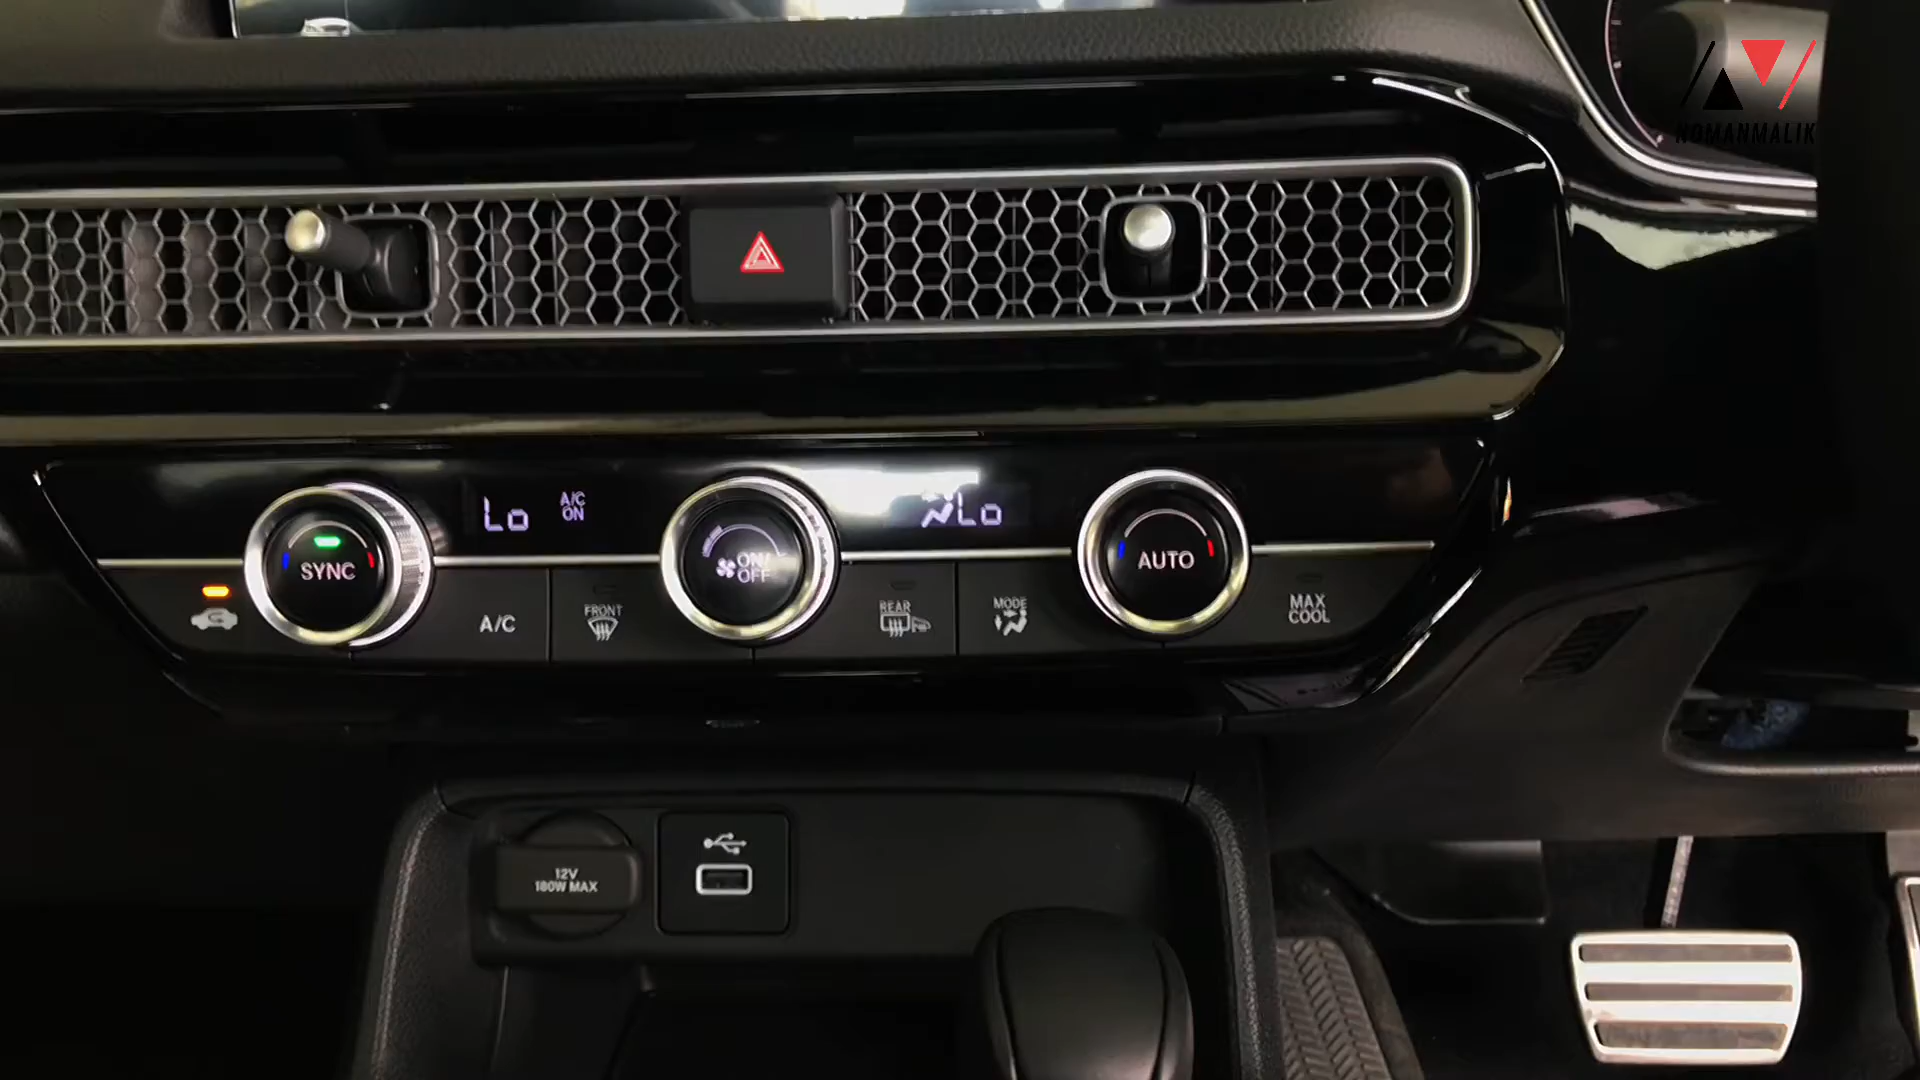 NOMANMALIK
Lo
A/C
ON
Lo
SYNC
ON/
OFF
AUTO
A/C
FRONT
REAR
MODE
MAX
COOL
12V
180W MAX